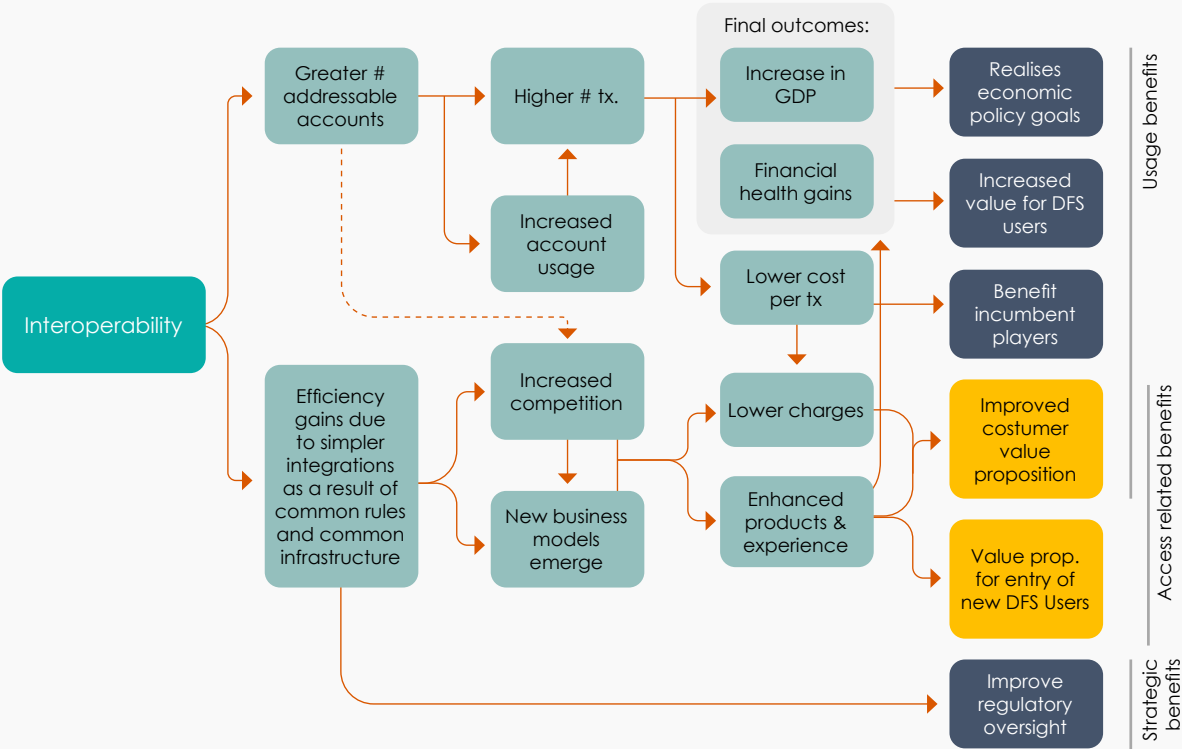 Final outcomes:
Greater #
addressable
accounts
Higher # tx.
Increase in
GDP
Realises
economic
policy goals
Usage benefits
Financial
health gains
Increased
value for DFS
users
Increased
account
usage
Lower cost
per tx
Benefit
incumbent
players
Interoperability
Efficiency
gains due
to simpler
integrations
as a result of
common rules
and common
infrastructure
Increased
competition
Lower charges
Improved
costumer
value
proposition
New business
models
emerge
Enhanced
products &
experience
Value prop.
for entry of
new DFS Users
Access related benefits
Improve
regulatory
oversight
Strategic
benefits